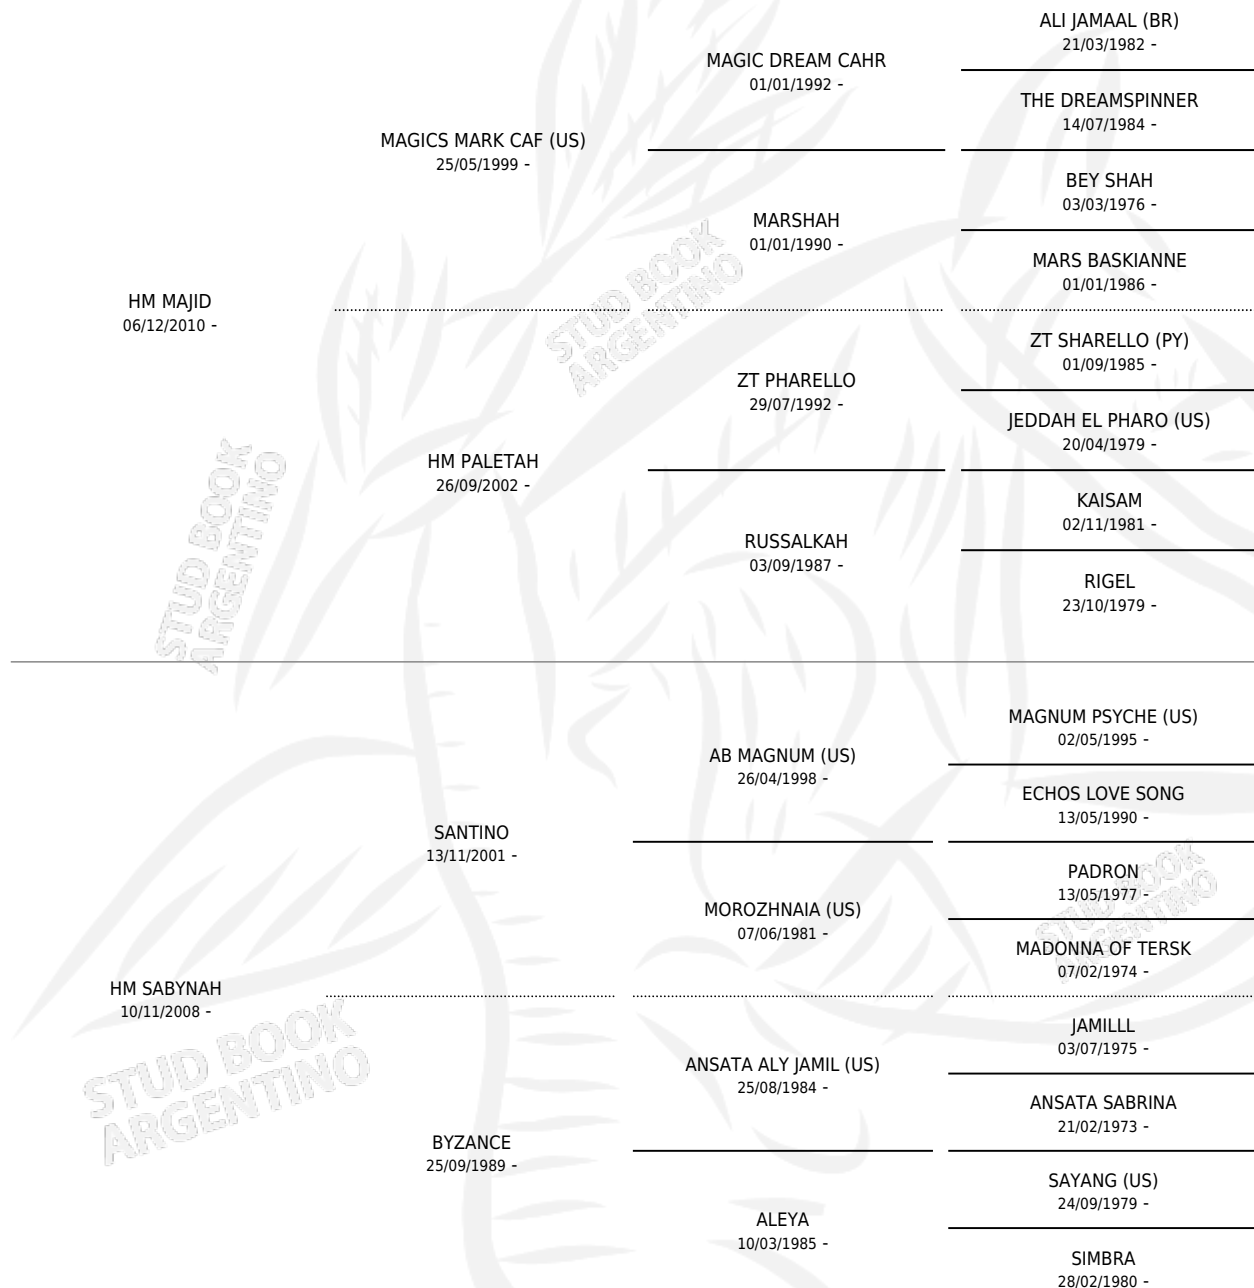 ALI JAMAAL (BR)
21/03/1982 -
MAGIC DREAM CAHR
01/01/1992 -
THE DREAMSPINNER
14/07/1984 -
MAGICS MARK CAF (US)
25/05/1999 -
BEY SHAH
03/03/1976 -
MARSHAH
01/01/1990 -
MARS BASKIANNE
01/01/1986 -
HM MAJID
06/12/2010 -
ZT SHARELLO (PY)
01/09/1985 -
ZT PHARELLO
29/07/1992 -
JEDDAH EL PHARO (US)
20/04/1979 -
HM PALETAH
26/09/2002 -
KAISAM
02/11/1981 -
RUSSALKAH
03/09/1987 -
RIGEL
23/10/1979 -
MAGNUM PSYCHE (US)
02/05/1995 -
AB MAGNUM (US)
26/04/1998 -
ECHOS LOVE SONG
13/05/1990 -
SANTINO
13/11/2001 -
PADRON
13/05/1977 -
MOROZHNAIA (US)
07/06/1981 -
MADONNA OF TERSK
07/02/1974 -
HM SABYNAH
10/11/2008 -
JAMILLL
03/07/1975 -
ANSATA ALY JAMIL (US)
25/08/1984 -
ANSATA SABRINA
21/02/1973 -
BYZANCE
25/09/1989 -
SAYANG (US)
24/09/1979 -
ALEYA
10/03/1985 -
SIMBRA
28/02/1980 -
STUD BOOK
ARGENTINO
STUD BOOK
ARGENTINO
STUD BOOK
ARGENTINO
STUD BOOK
ARGENTINO